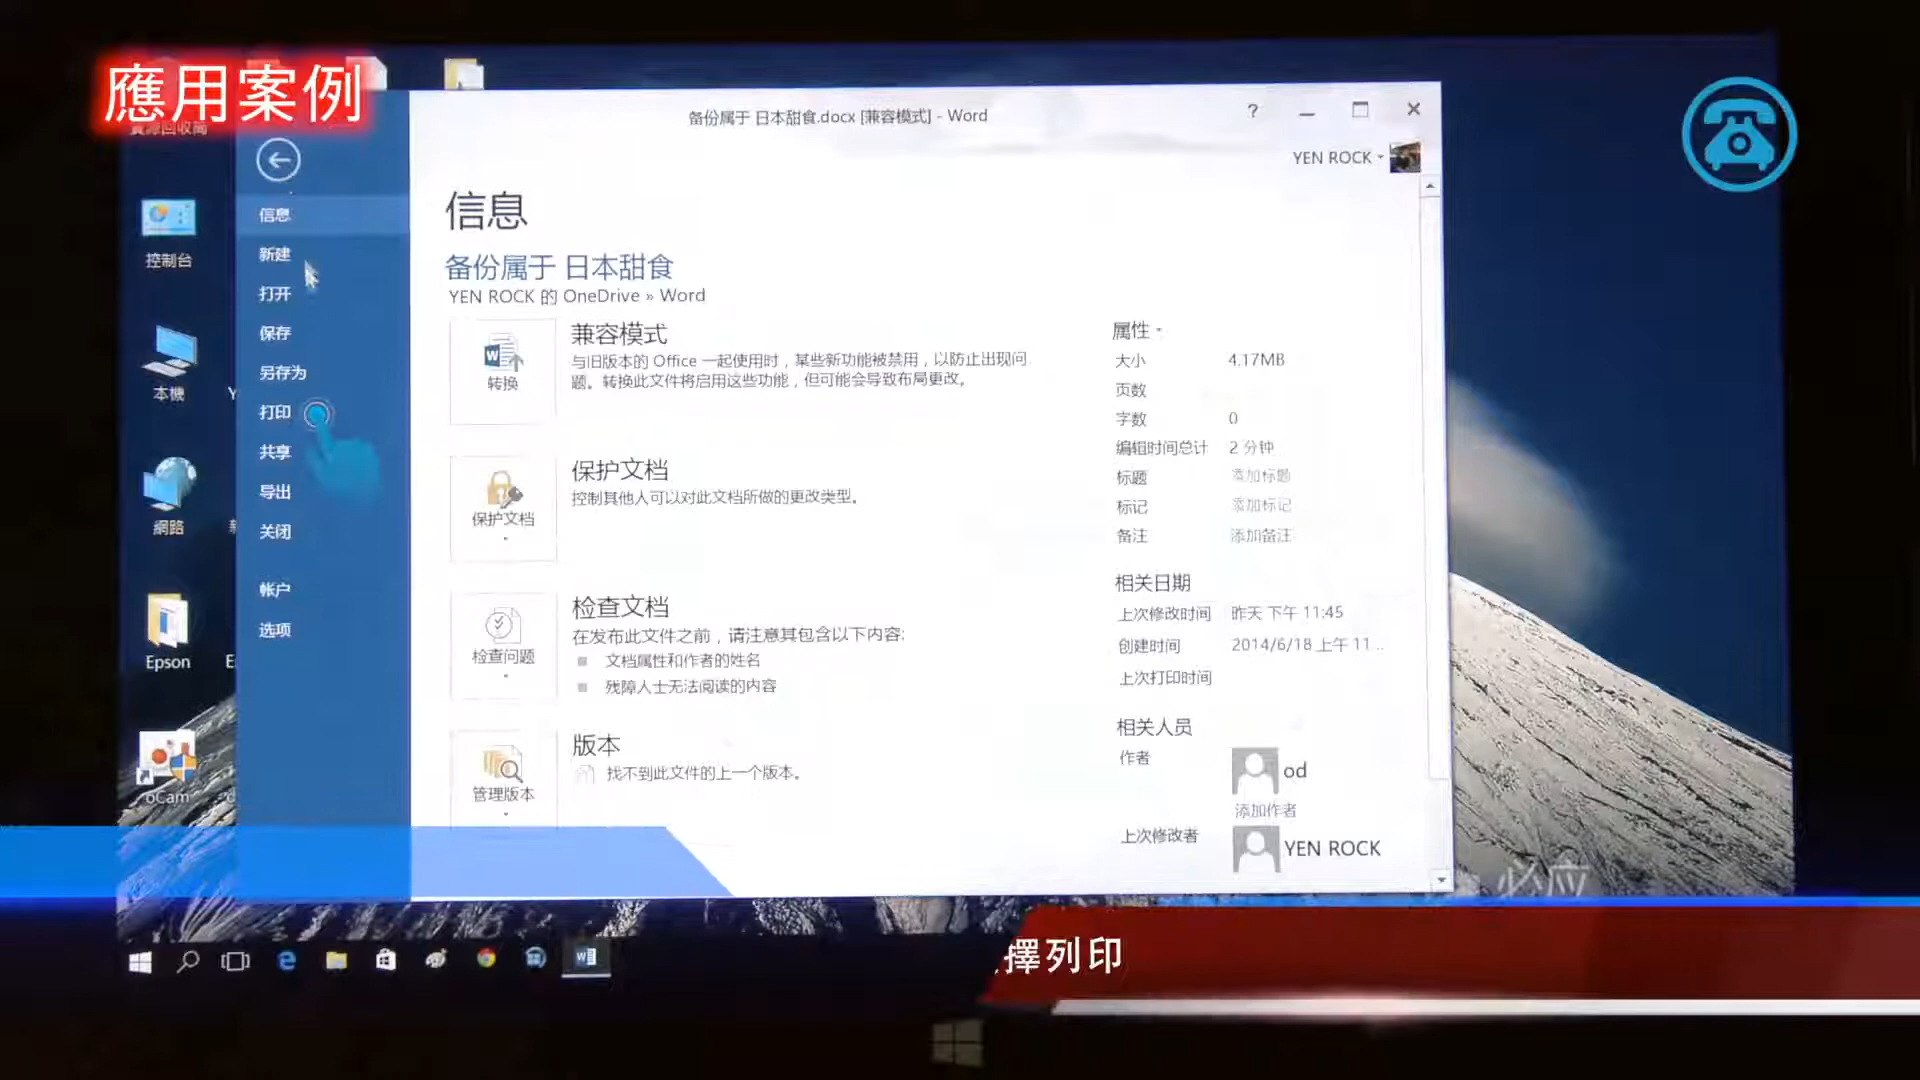 應用案例
資源回收筒
控制台
本機
網路
Epson
E
oCam
备份属于 日本甜食.docx [兼容模式] - Word
?
YEN ROCK
信息
新建
打开
保存
另存为
打印
共享
导出
关闭
帐户
选项
信息
备份属于 日本甜食
YEN ROCK 的 OneDrive » Word
转换
兼容模式
与旧版本的 Office 一起使用时，某些新功能被禁用，以防止出现问
题。转换此文件将启用这些功能，但可能会导致布局更改。
保护文档
保护文档
控制其他人可以对此文档所做的更改类型。
检查问题
检查文档
在发布此文件之前，请注意其包含以下内容:
文档属性和作者的姓名
残障人士无法阅读的内容
管理版本
版本
找不到此文件的上一个版本。
属性
大小 4.17MB
页数
字数 0
编辑时间总计 2 分钟
标题 添加标题
标记 添加标记
备注 添加备注
相关日期
上次修改时间 昨天 下午 11:45
创建时间 2014/6/18 上午 11...
上次打印时间
相关人员
作者
od
添加作者
上次修改者
YEN ROCK
必应
擇列印